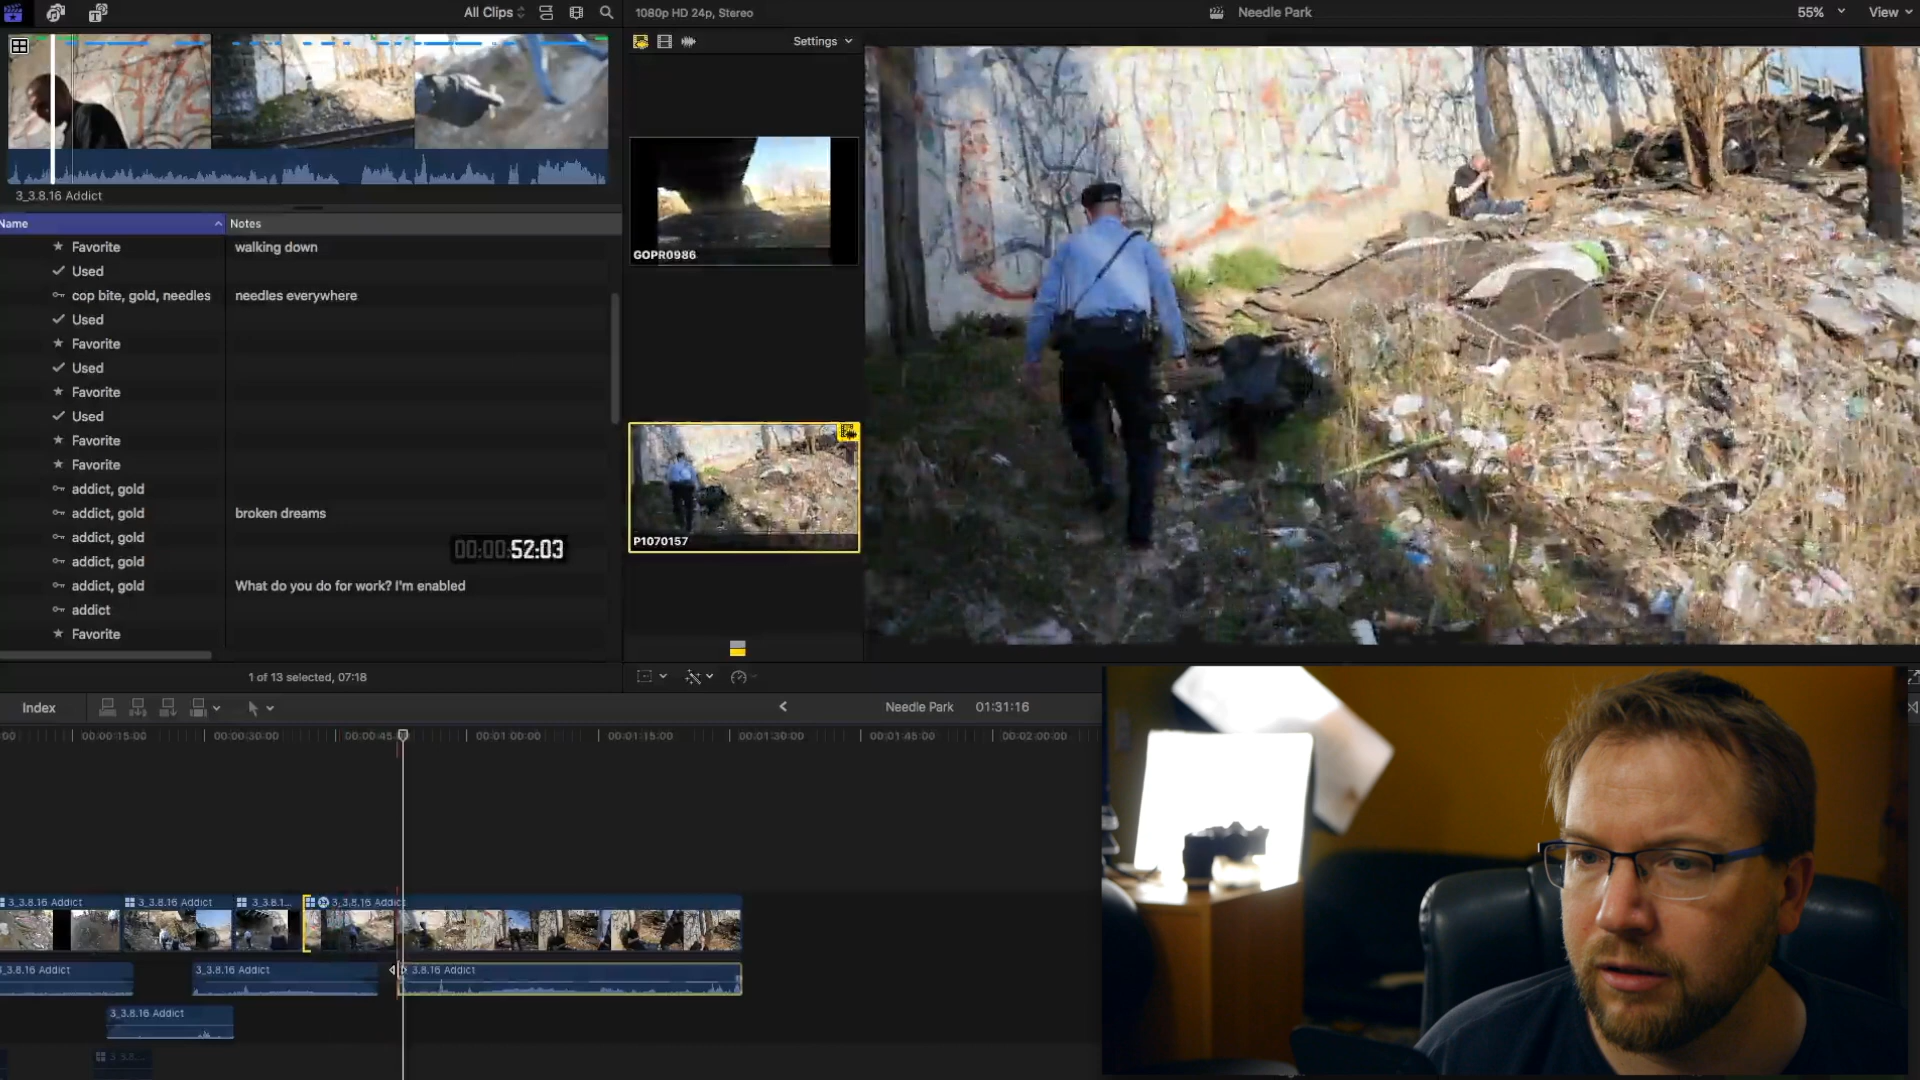 All Clips
1080p HD 24p, Stereo
Needle Park
55%
View
Settings
3_3.8.16 Addict
GOPR0986
P1070157
Name
Notes
Favorite
walking down
Used
cop bite, gold, needles
needles everywhere
Used
Favorite
Used
Favorite
Used
Favorite
Favorite
addict, gold
addict, gold
broken dreams
addict, gold
00:00:52:03
addict, gold
addict, gold
What do you do for work? I'm enabled
addict
Favorite
1 of 13 selected, 07:18
Index
Needle Park
01:31:16
00:00:15:00
00:00:30:00
00:00:45
00:01:00:00
00:01:15:00
00:01:30:00
00:01:45:00
00:02:00:00
3_3.8.16 Addict
3_3.8.16 Addict
3_3.8.1...
3_3.8.16 Addict
3_3.8.16 Addict
3_3.8.16 Addict
3.8.16 Addict
3_3.8.16 Addict
3_3.8...